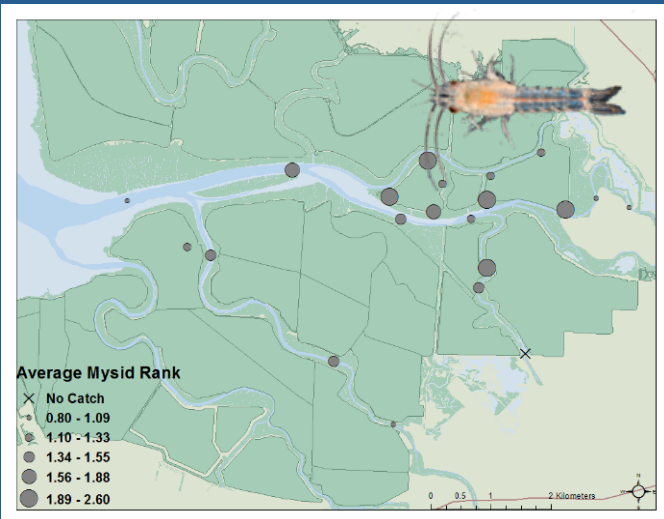 Average Mysid Rank
No Catch
0.80 - 1.09
1.10 - 1.33
1.34 - 1.55
1.56 - 1.88
1.89 - 2.60
0 0.5 1 2 Kilometers
N